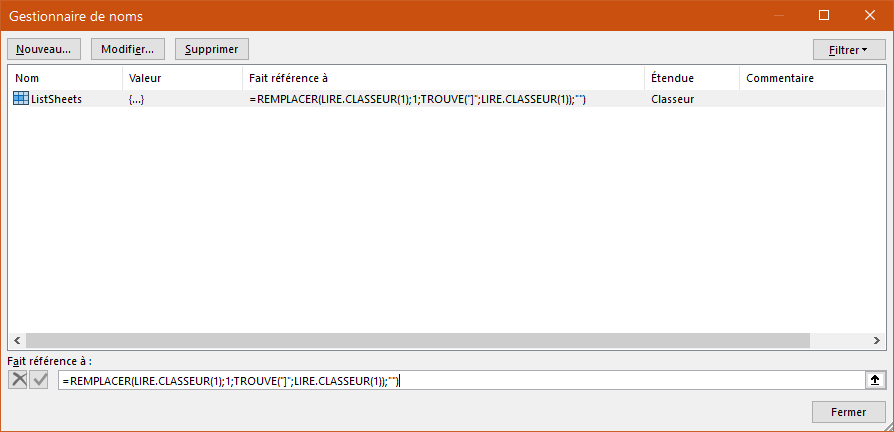 Gestionnaire de noms
Nouveau... Modifier... Supprimer Filtrer
Nom Valeur Fait référence à Étendue Commentaire
ListSheets {...} =REMPLACER(LIRE.CLASSEUR(1);1;TROUVE("]";LIRE.CLASSEUR(1));"") Classeur
Fait référence à :
=REMPLACER(LIRE.CLASSEUR(1);1;TROUVE("]";LIRE.CLASSEUR(1));"")
Fermer